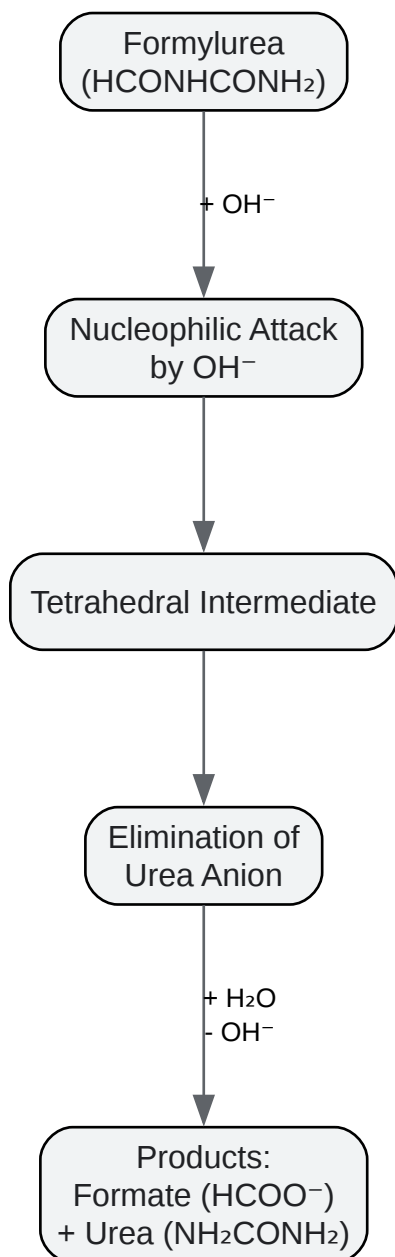 Formylurea
(HCONHCONH₂)
+ OH⁻
Nucleophilic Attack
by OH⁻
Tetrahedral Intermediate
Elimination of
Urea Anion
+ H₂O
- OH⁻
Products:
Formate (HCOO⁻)
+ Urea (NH₂CONH₂)